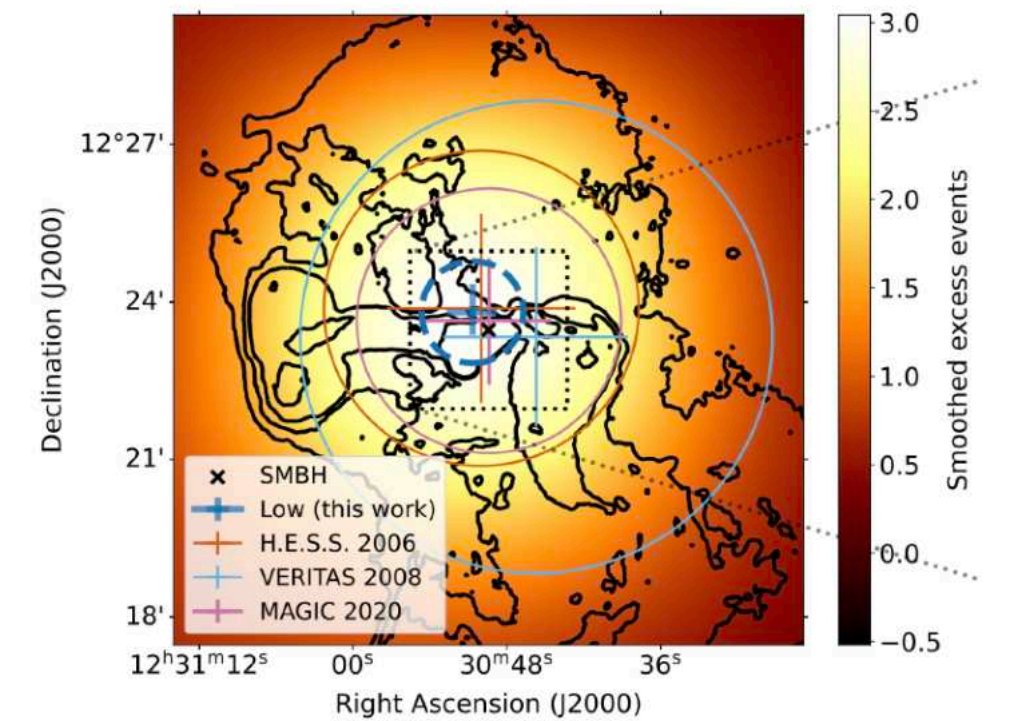 12°27'
24'
21'
18'
Declination (J2000)
SMBH
Low (this work)
H.E.S.S. 2006
VERITAS 2008
MAGIC 2020
12ʰ31ᵐ12ˢ 00ˢ 30ᵐ48ˢ 36ˢ
Right Ascension (J2000)
3.0
2.5
2.0
1.5
1.0
0.5
0.0
−0.5
Smoothed excess events